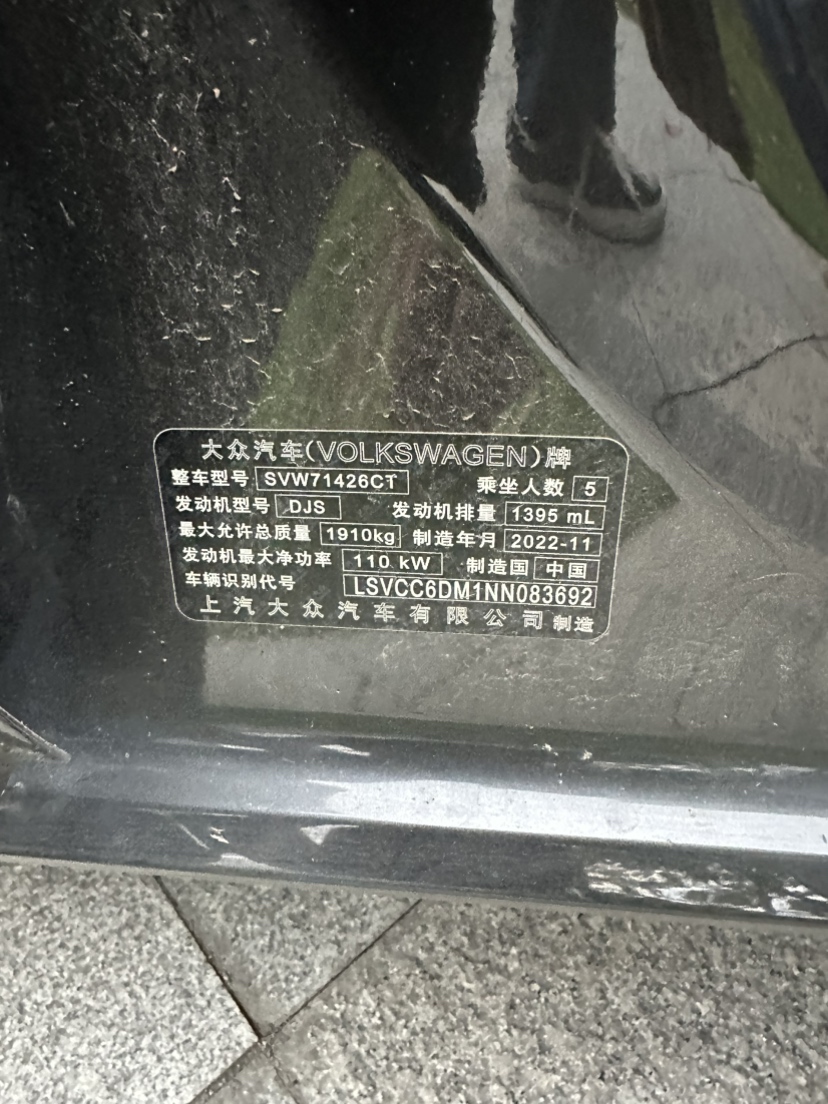 大众汽车(VOLKSWAGEN)牌
整车型号 SVW71426CT 乘坐人数 5
发动机型号 DJS 发动机排量 1395 mL
最大允许总质量 1910kg 制造年月 2022-11
发动机最大净功率 110 kW 制造国 中国
车辆识别代号 LSVCC6DM1NN083692
上汽大众汽车有限公司 制造